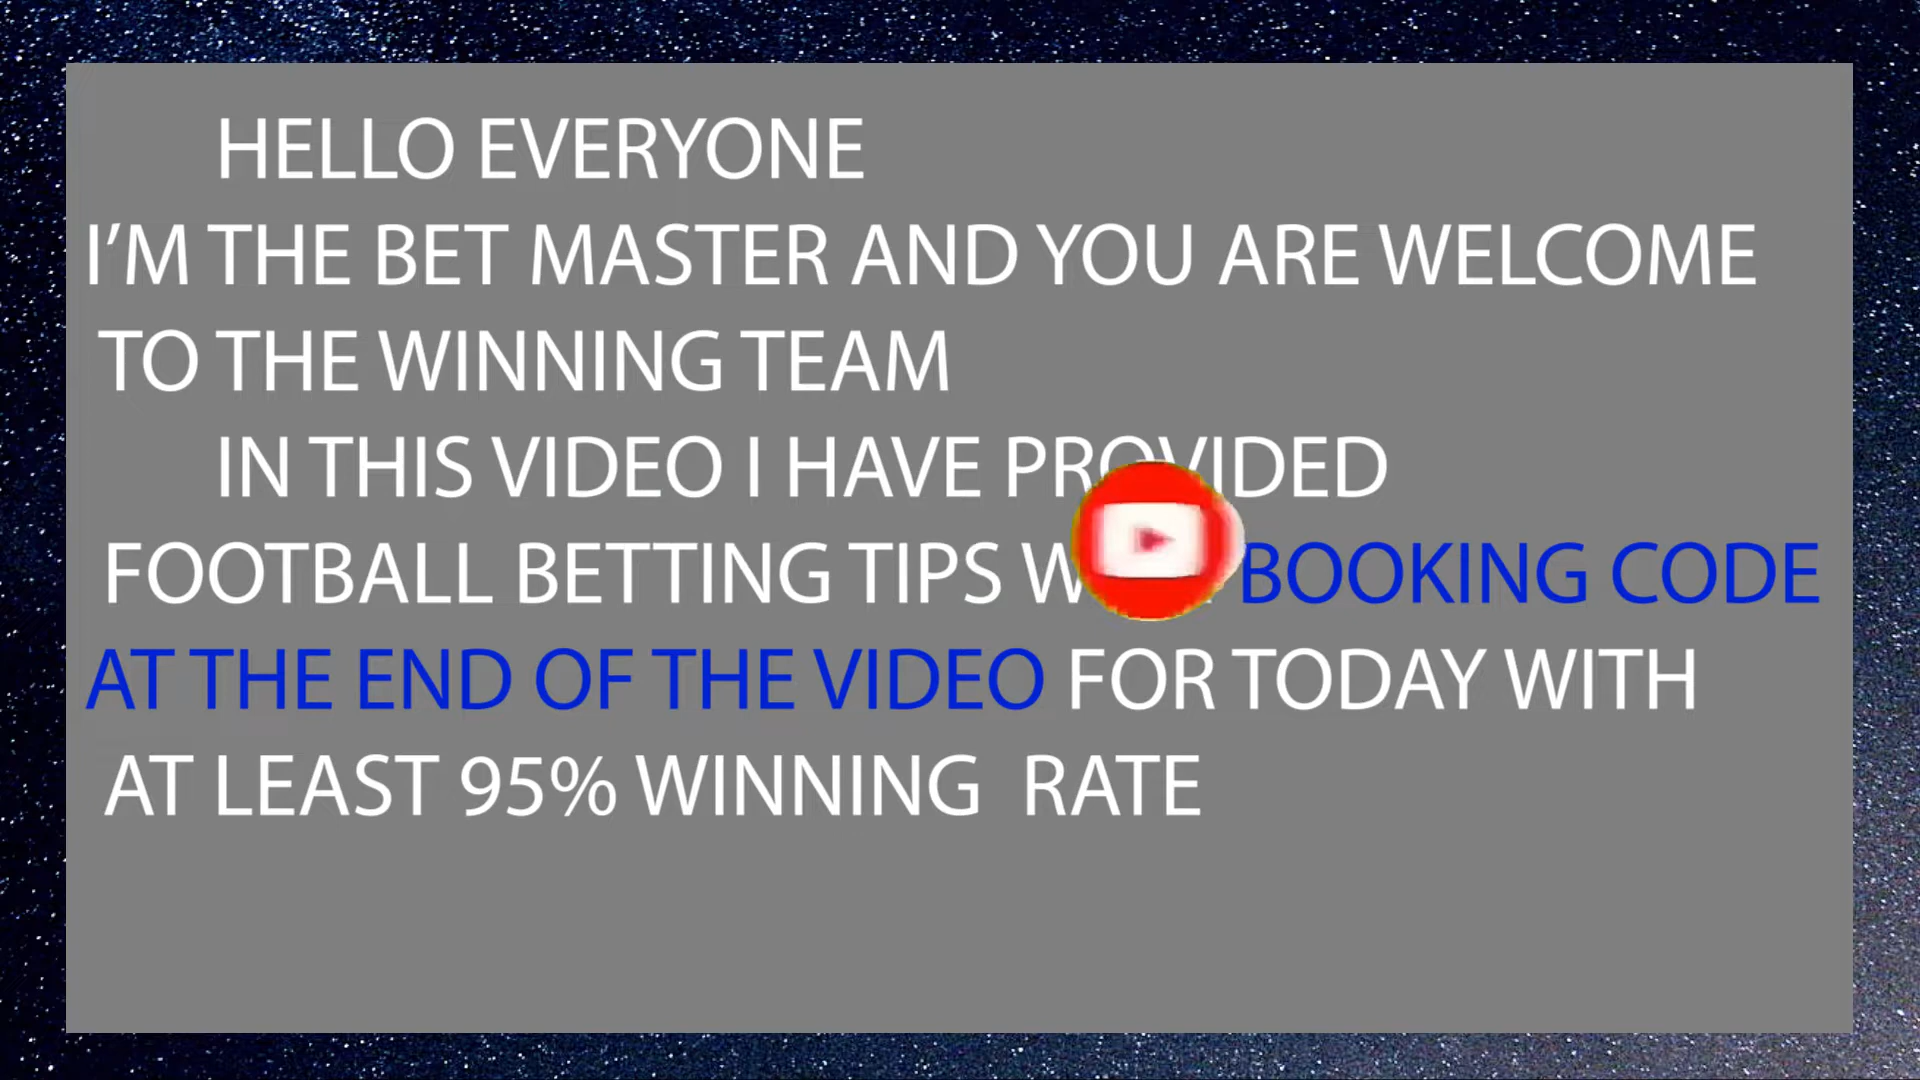 HELLO EVERYONE
I’M THE BET MASTER AND YOU ARE WELCOME
TO THE WINNING TEAM
IN THIS VIDEO I HAVE PROVIDED
FOOTBALL BETTING TIPS BOOKING CODE
AT THE END OF THE VIDEO FOR TODAY WITH
AT LEAST 95% WINNING RATE